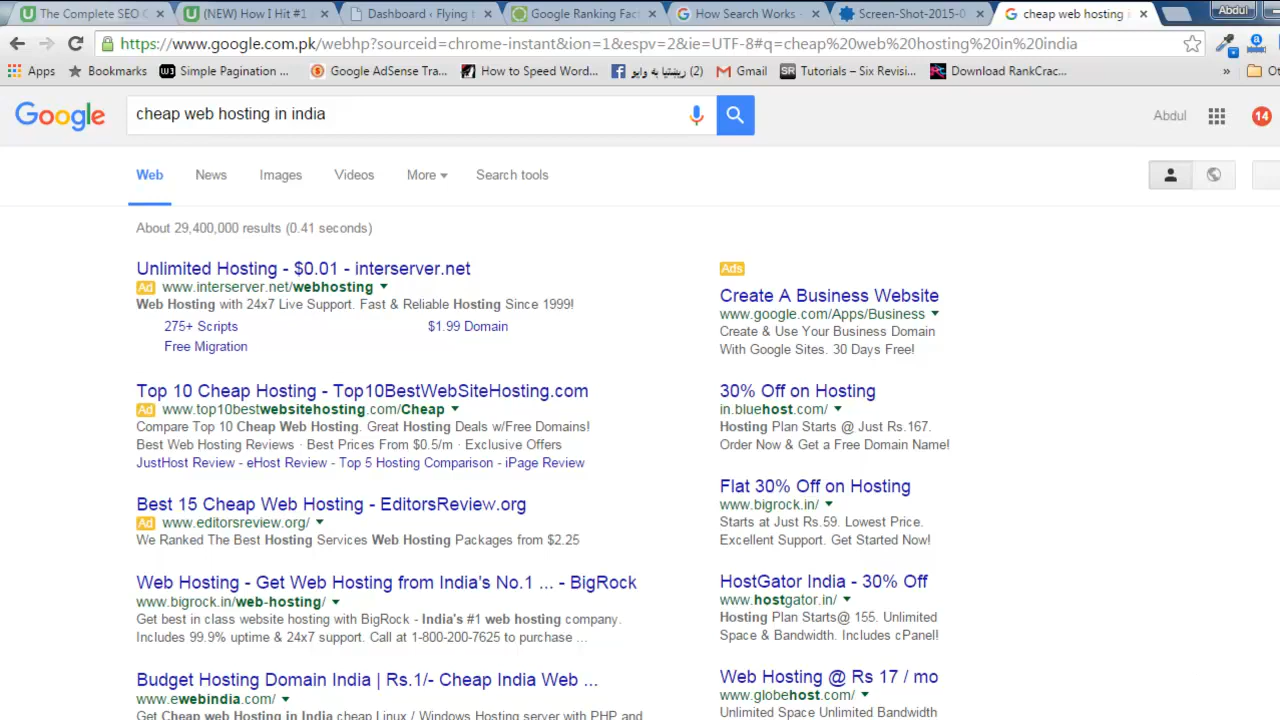 The Complete SEO
(NEW) How I Hit #1
Dashboard ‹ Flying
Google Ranking Fac
How Search Works
Screen-Shot-2015-0
cheap web hosting
Abdul
https://www.google.com.pk/webhp?sourceid=chrome-instant&ion=1&espv=2&ie=UTF-8#q=cheap%20web%20hosting%20in%20india
Apps
Bookmarks
Simple Pagination ...
Google AdSense Tra...
How to Speed Word...
(2)
Gmail
Tutorials – Six Revisi...
Download RankCrac...
»
Google
cheap web hosting in india
Abdul
14
Web
News
Images
Videos
More
Search tools
About 29,400,000 results (0.41 seconds)
Unlimited Hosting - $0.01 - interserver.net
Ad www.interserver.net/webhosting
Web Hosting with 24x7 Live Support. Fast & Reliable Hosting Since 1999!
275+ Scripts
$1.99 Domain
Free Migration
Top 10 Cheap Hosting - Top10BestWebSiteHosting.com
Ad www.top10bestwebsitehosting.com/Cheap
Compare Top 10 Cheap Web Hosting. Great Hosting Deals w/Free Domains!
Best Web Hosting Reviews · Best Prices From $0.5/m · Exclusive Offers
JustHost Review - eHost Review - Top 5 Hosting Comparison - iPage Review
Best 15 Cheap Web Hosting - EditorsReview.org
Ad www.editorsreview.org/
We Ranked The Best Hosting Services Web Hosting Packages from $2.25
Web Hosting - Get Web Hosting from India's No.1 ... - BigRock
www.bigrock.in/web-hosting/
Get best in class website hosting with BigRock - India's #1 web hosting company.
Includes 99.9% uptime & 24x7 support. Call at 1-800-200-7625 to purchase ...
Budget Hosting Domain India | Rs.1/- Cheap India Web ...
www.ewebindia.com/
Get Cheap web Hosting in India cheap Linux / Windows Hosting server with PHP and
Ads
Create A Business Website
www.google.com/Apps/Business
Create & Use Your Business Domain
With Google Sites. 30 Days Free!
30% Off on Hosting
in.bluehost.com/
Hosting Plan Starts @ Just Rs.167.
Order Now & Get a Free Domain Name!
Flat 30% Off on Hosting
www.bigrock.in/
Starts at Just Rs.59. Lowest Price.
Excellent Support. Get Started Now!
HostGator India - 30% Off
www.hostgator.in/
Hosting Plan Starts@ 155. Unlimited
Space & Bandwidth. Includes cPanel!
Web Hosting @ Rs 17 / mo
www.globehost.com/
Unlimited Space Unlimited Bandwidth